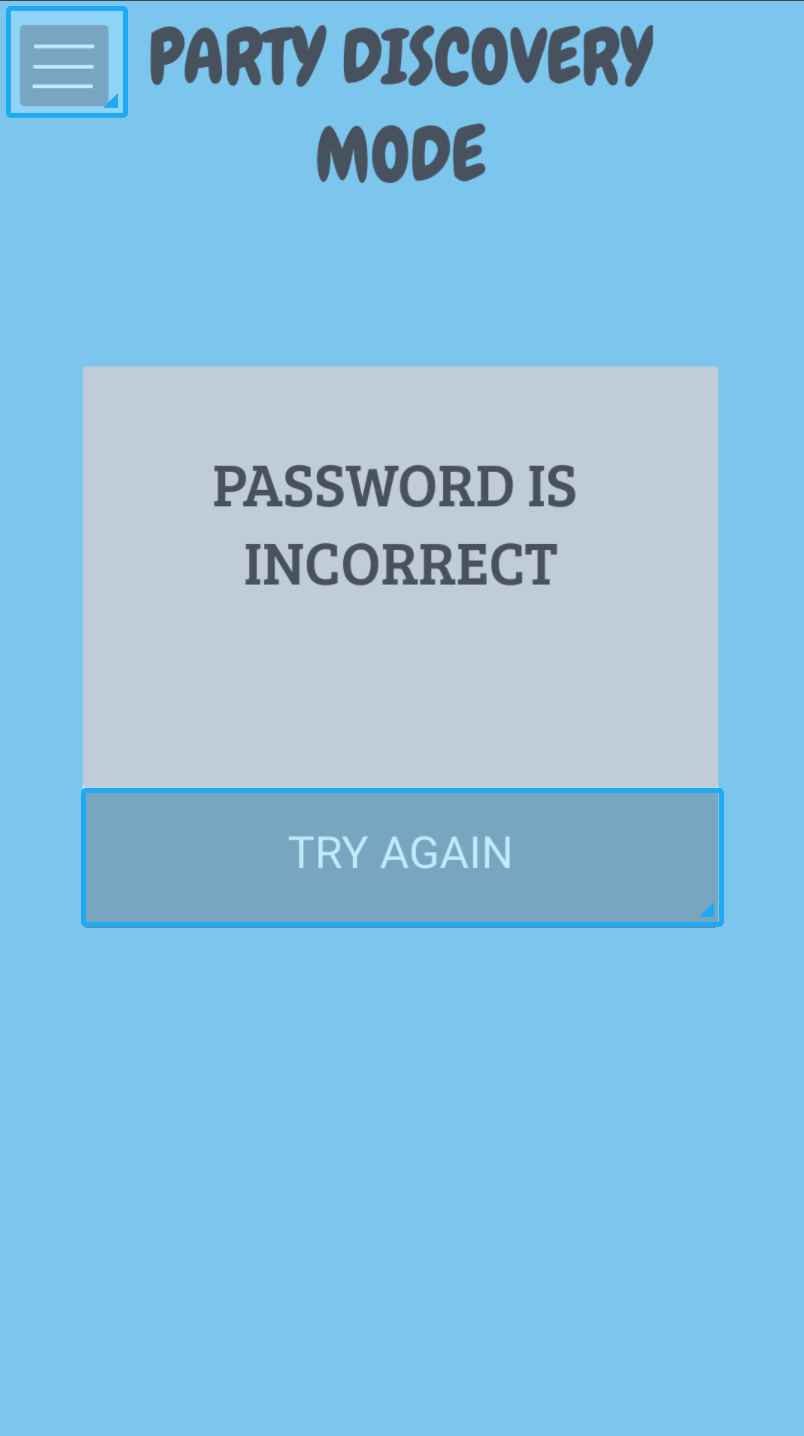 PARTY DISCOVERY
MODE
PASSWORD IS
INCORRECT
TRY AGAIN